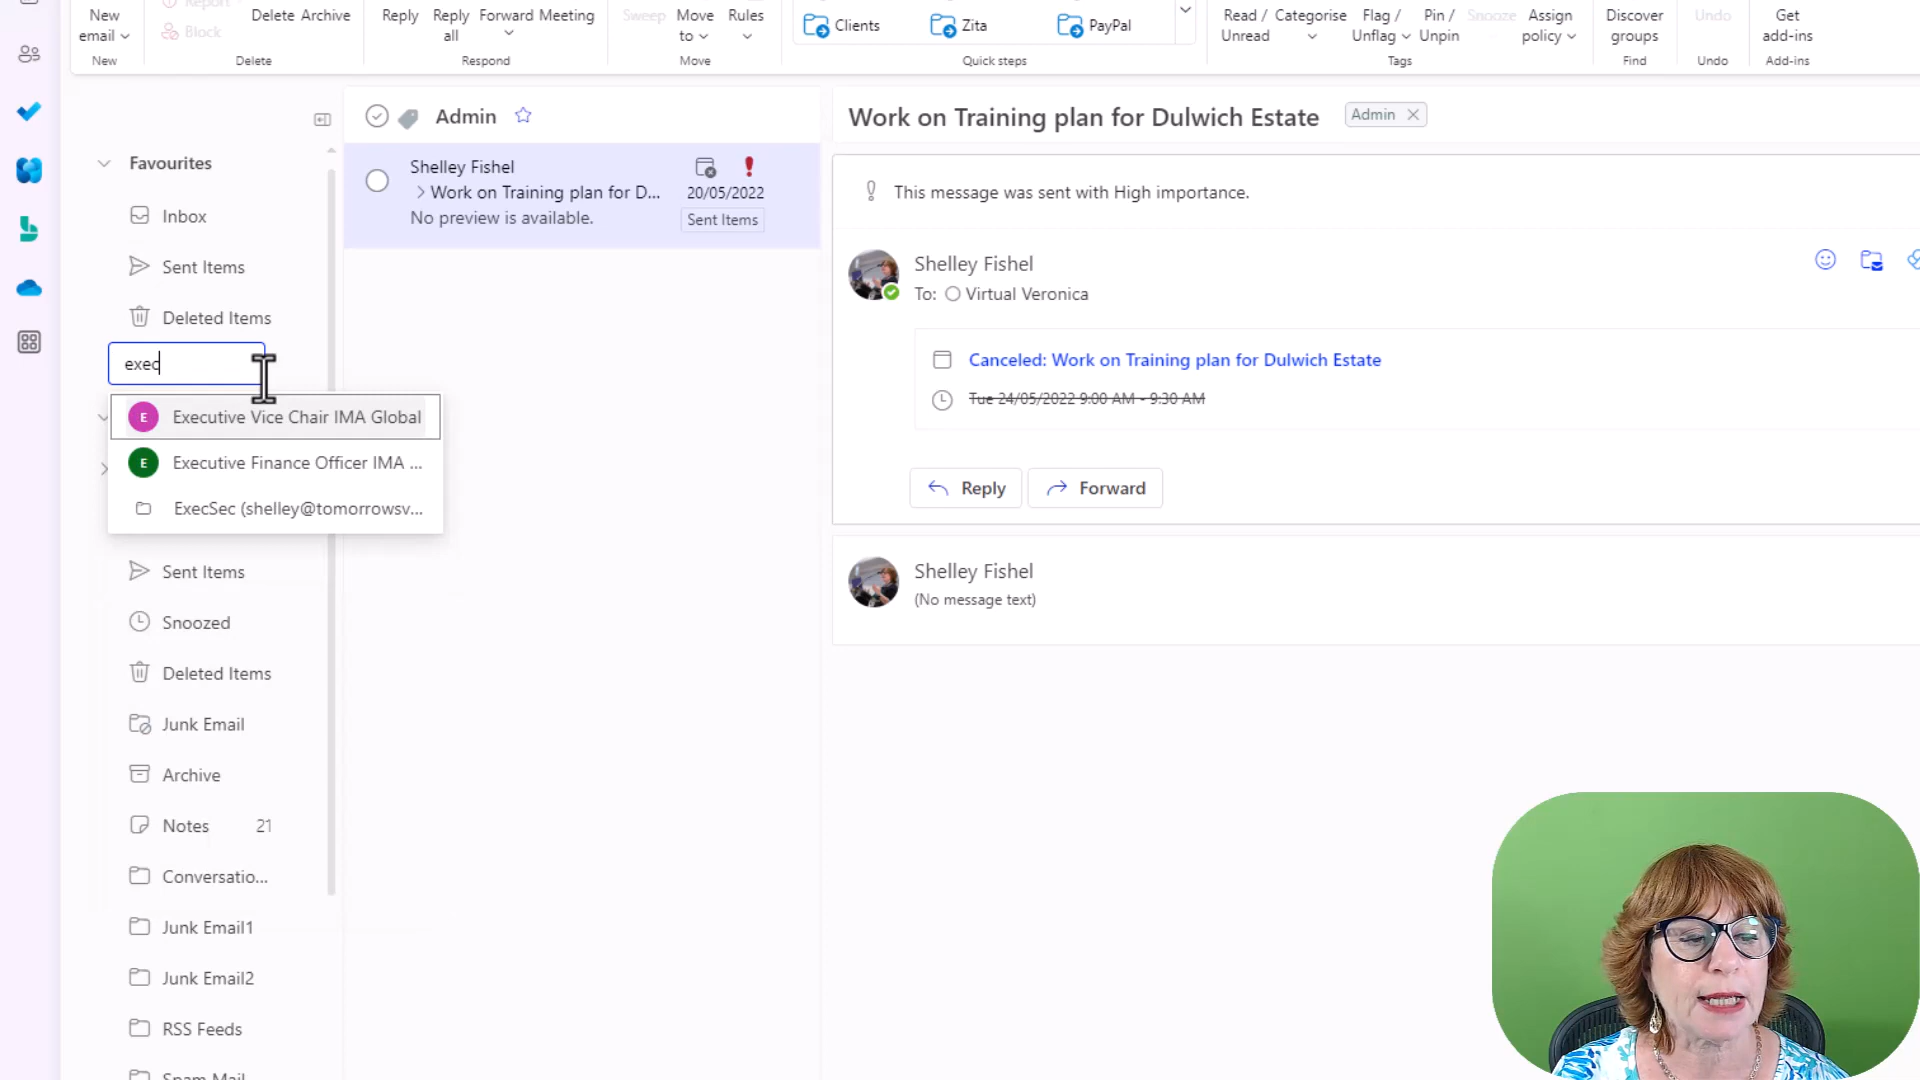 New
email
New
Report
Block
Delete Archive
Delete
Reply
Reply
all
Forward Meeting
Respond
Sweep
Move
to
Rules
Move
Clients
Zita
PayPal
Quick steps
Read /
Unread
Categorise
Flag /
Unflag
Pin /
Unpin
Snooze
Assign
policy
Tags
Discover
groups
Find
Undo
Undo
Get
add-ins
Add-ins
Favourites
Inbox
Sent Items
Deleted Items
exec
E Executive Vice Chair IMA Global
E Executive Finance Officer IMA ...
ExecSec (shelley@tomorrowsv...
Sent Items
Snoozed
Deleted Items
Junk Email
Archive
Notes 21
Conversatio...
Junk Email1
Junk Email2
RSS Feeds
Spam Mail
Admin
Shelley Fishel
Work on Training plan for D... 20/05/2022
No preview is available. Sent Items
Work on Training plan for Dulwich Estate Admin
This message was sent with High importance.
Shelley Fishel
To: Virtual Veronica
Canceled: Work on Training plan for Dulwich Estate
Tue 24/05/2022 9:00 AM - 9:30 AM
Reply Forward
Shelley Fishel
(No message text)